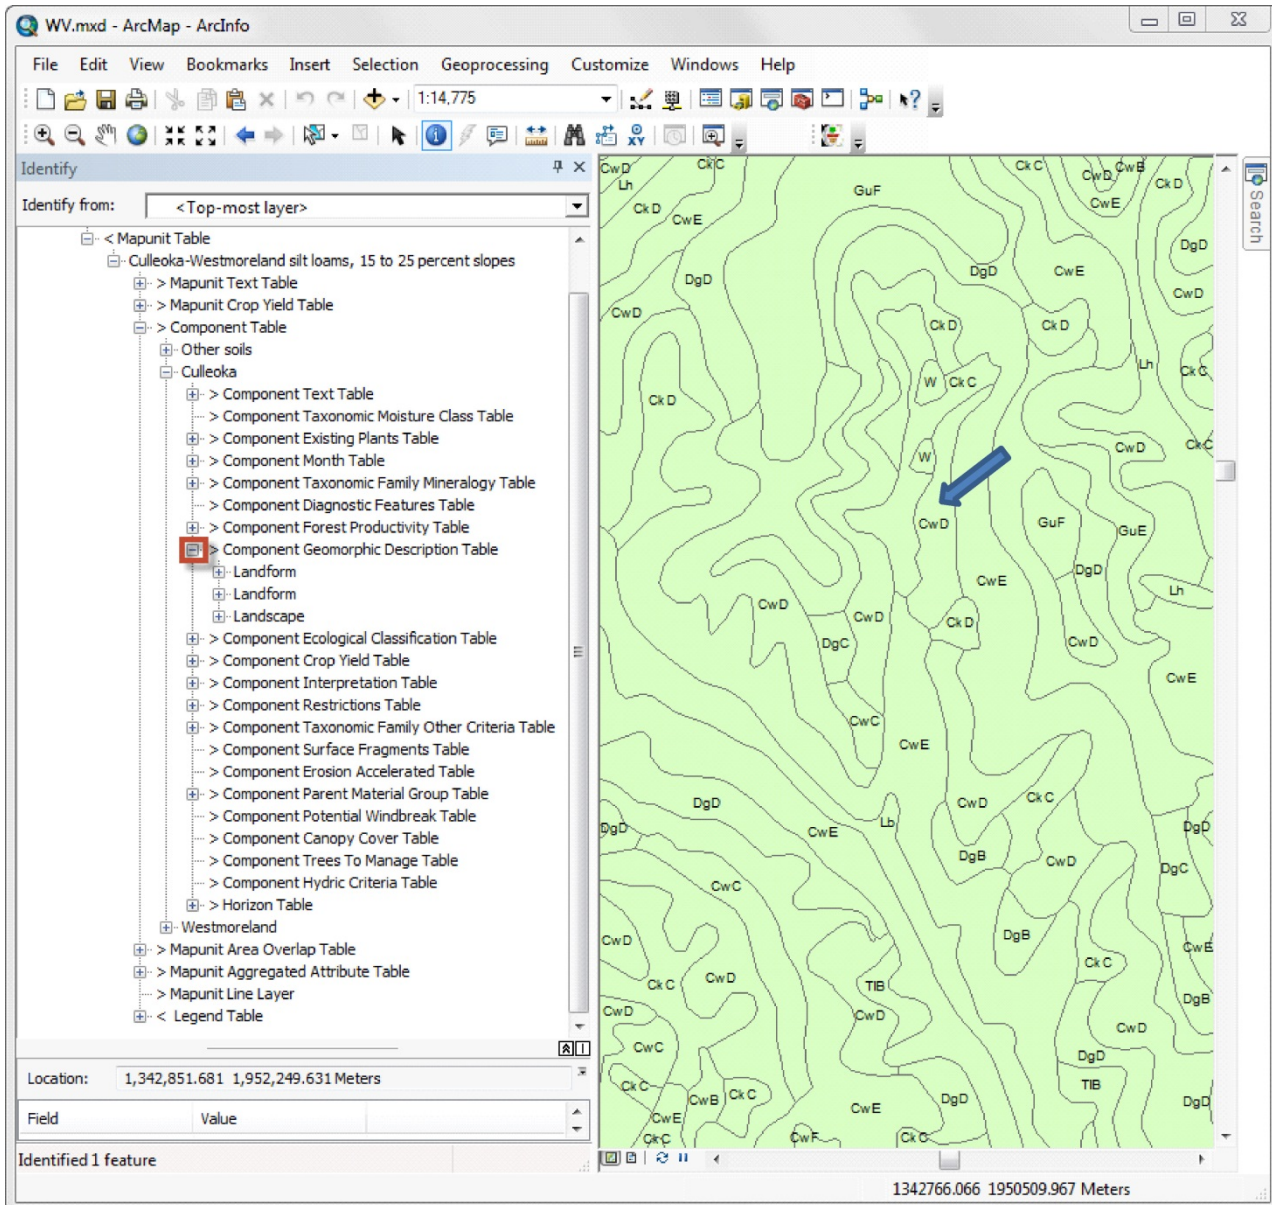 WV.mxd - ArcMap - ArcInfo
File Edit View Bookmarks Insert Selection Geoprocessing Customize Windows Help
1:14,775
Identify
Identify from: <Top-most layer>
< Mapunit Table
Culleoka-Westmoreland silt loams, 15 to 25 percent slopes
> Mapunit Text Table
> Mapunit Crop Yield Table
> Component Table
Other soils
Culleoka
> Component Text Table
> Component Taxonomic Moisture Class Table
> Component Existing Plants Table
> Component Month Table
> Component Taxonomic Family Mineralogy Table
> Component Diagnostic Features Table
> Component Forest Productivity Table
> Component Geomorphic Description Table
Landform
Landform
Landscape
> Component Ecological Classification Table
> Component Crop Yield Table
> Component Interpretation Table
> Component Restrictions Table
> Component Taxonomic Family Other Criteria Table
> Component Surface Fragments Table
> Component Erosion Accelerated Table
> Component Parent Material Group Table
> Component Potential Windbreak Table
> Component Canopy Cover Table
> Component Trees To Manage Table
> Component Hydric Criteria Table
> Horizon Table
Westmoreland
> Mapunit Area Overlap Table
> Mapunit Aggregated Attribute Table
> Mapunit Line Layer
< Legend Table
Location: 1,342,851.681 1,952,249.631 Meters
Field Value
Identified 1 feature
CwD CkC CkC CwD CwB
Lh GuF CkD
CkD CwE CwE
DgD
DgD DgD CwE
CwD CwD
CkD CkD
Lh CkC
W CkC
CkD
CwD CkC
W
CwD GuF GuE
DgD
CwE Lh
CwD CwD CkD
DgC CwD
CwE
CwC
CwE
DgD CwD CkC
DgD CwE Lb DgD
DgB CwD DgC
CwC
CwD DgB CwE
CkC
CkC CwD TlB DgB
CwD CwD CwD
CwC DgD
CkC CwB CkC DgD TlB DgD
CwE CwE
CkC CwF CkC
Search
1342766.066 1950509.967 Meters